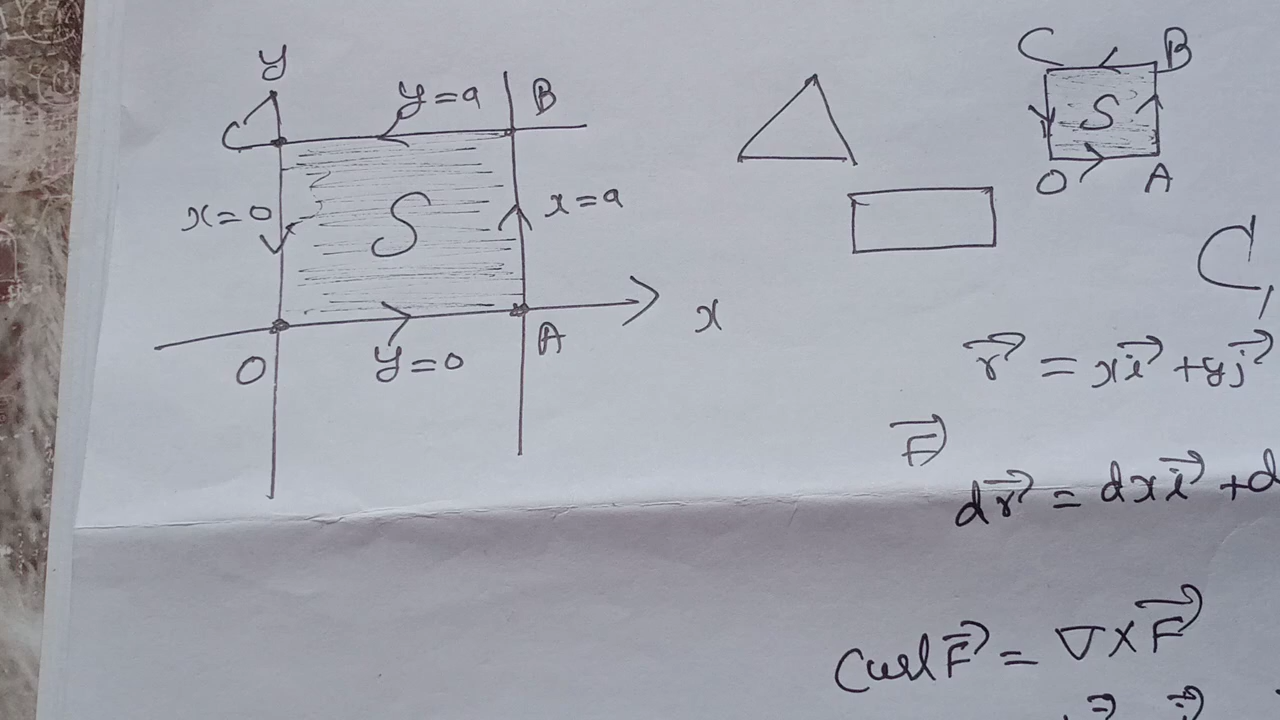 y
C
y=a
B
x=0
S
x=a
O
y=0
A
x
C
B
S
O
A
C,
r⃗ = xi⃗ + yj⃗
F⃗
dr⃗ = dxi⃗ + d
Curl F⃗ = ∇ × F⃗